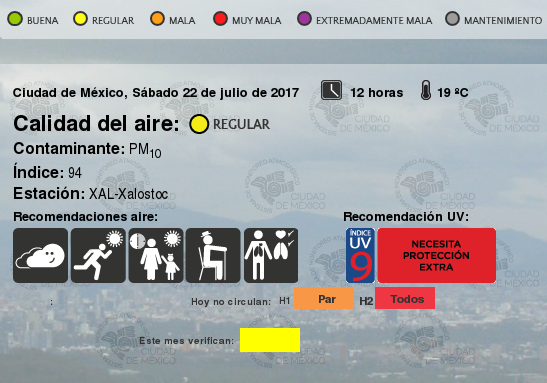 BUENA REGULAR MALA MUY MALA EXTREMADAMENTE MALA MANTENIMIENTO
Ciudad de México, Sábado 22 de julio de 2017 12 horas 19 ºC
Calidad del aire: REGULAR
Contaminante: PM10
Índice: 94
Estación: XAL-Xalostoc
Recomendaciones aire: Recomendación UV:
ÍNDICE
UV
9
NECESITA
PROTECCIÓN
EXTRA
: Hoy no circulan: H1 Par H2 Todos
Este mes verifican:
CIUDAD
DE MÉXICO